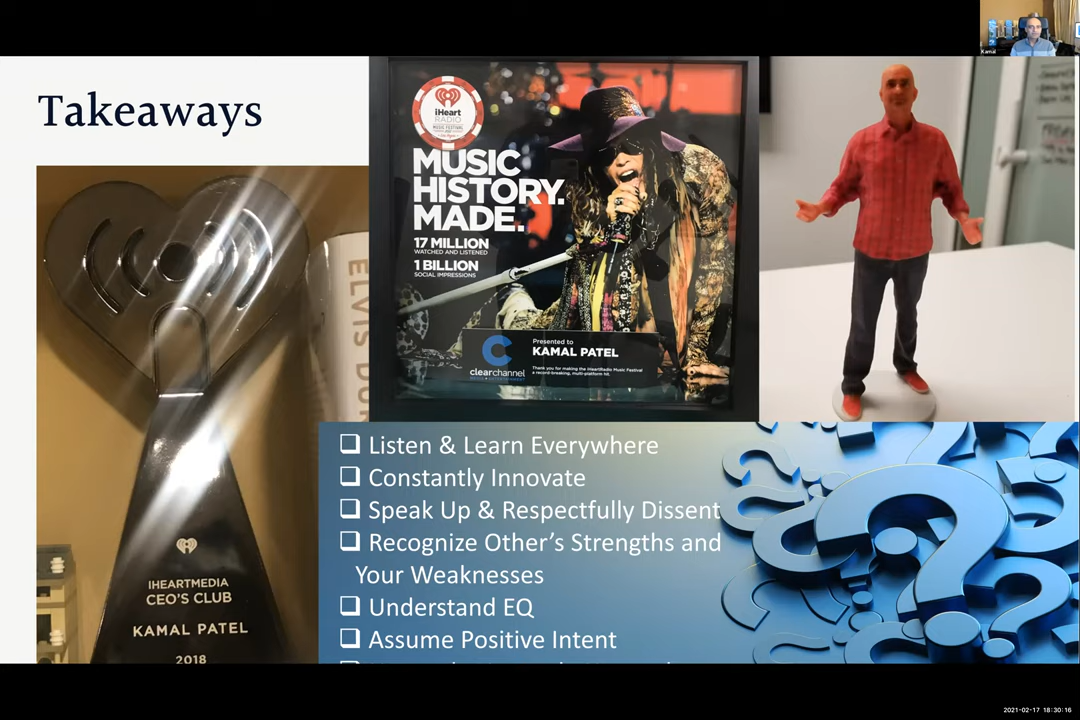 Kamal
Takeaways
iHeart
RADIO
MUSIC FESTIVAL
MUSIC
HISTORY.
MADE.
17 MILLION
WATCHED AND LISTENED
1 BILLION
SOCIAL IMPRESSIONS
Presented to
KAMAL PATEL
Thank you for making the iHeartRadio Music Festival
a record-breaking, multi-platform hit.
clearchannel
ELVIS
IHEARTMEDIA
CEO'S CLUB
KAMAL PATEL
2018
❑ Listen & Learn Everywhere
❑ Constantly Innovate
❑ Speak Up & Respectfully Dissent
❑ Recognize Other's Strengths and
Your Weaknesses
❑ Understand EQ
❑ Assume Positive Intent
2021-02-17 18:30:16